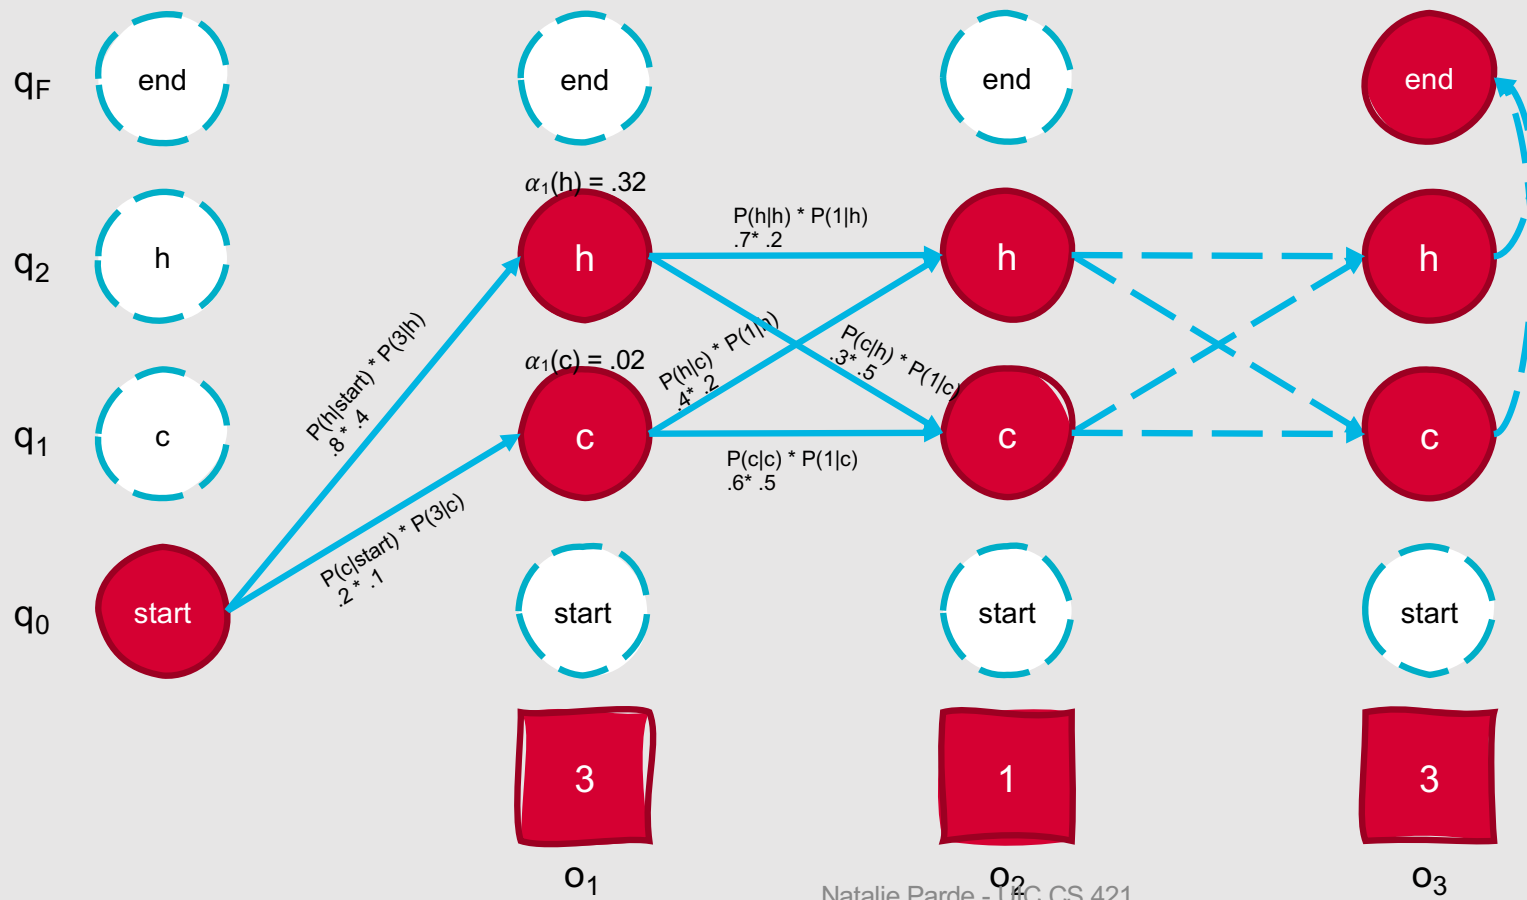 qF end end end end
α1(h) = .32
q2 h h h h
P(h|h) * P(1|h)
.7* .2
P(h|start) * P(3|h)
.8 * .4
α1(c) = .02
P(h|c) * P(1|h)
.4* .2
P(c|h) * P(1|c)
.3* .5
q1 c c c c
P(c|c) * P(1|c)
.6* .5
P(c|start) * P(3|c)
.2* .1
q0 start start start start
3 1 3
o1 o2 o3
Natalie Parde - UIC CS 421